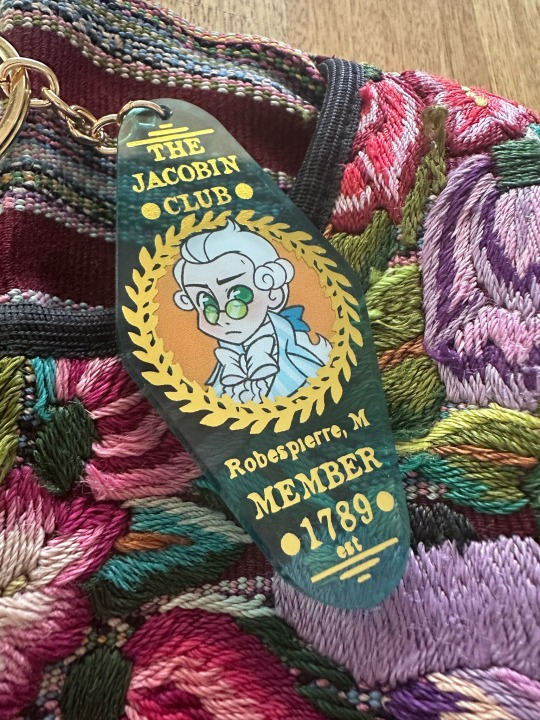 THE
JACOBIN
CLUB
Robespierre, M
MEMBER
1789
est